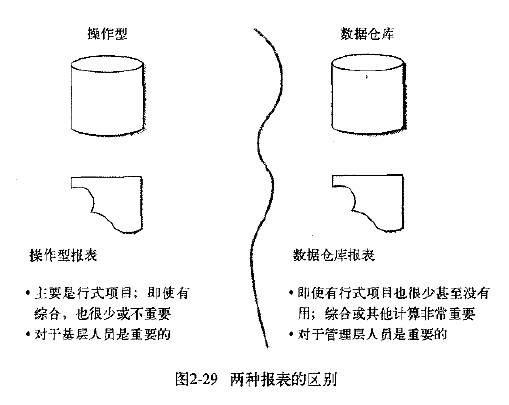 操作型
数据仓库
操作型报表
• 主要是行式项目；即使有
综合，也很少或不重要
• 对于基层人员是重要的
数据仓库报表
• 即使有行式项目也很少甚至没有
用；综合或其他计算非常重要
• 对于管理层人员是重要的
图2-29 两种报表的区别